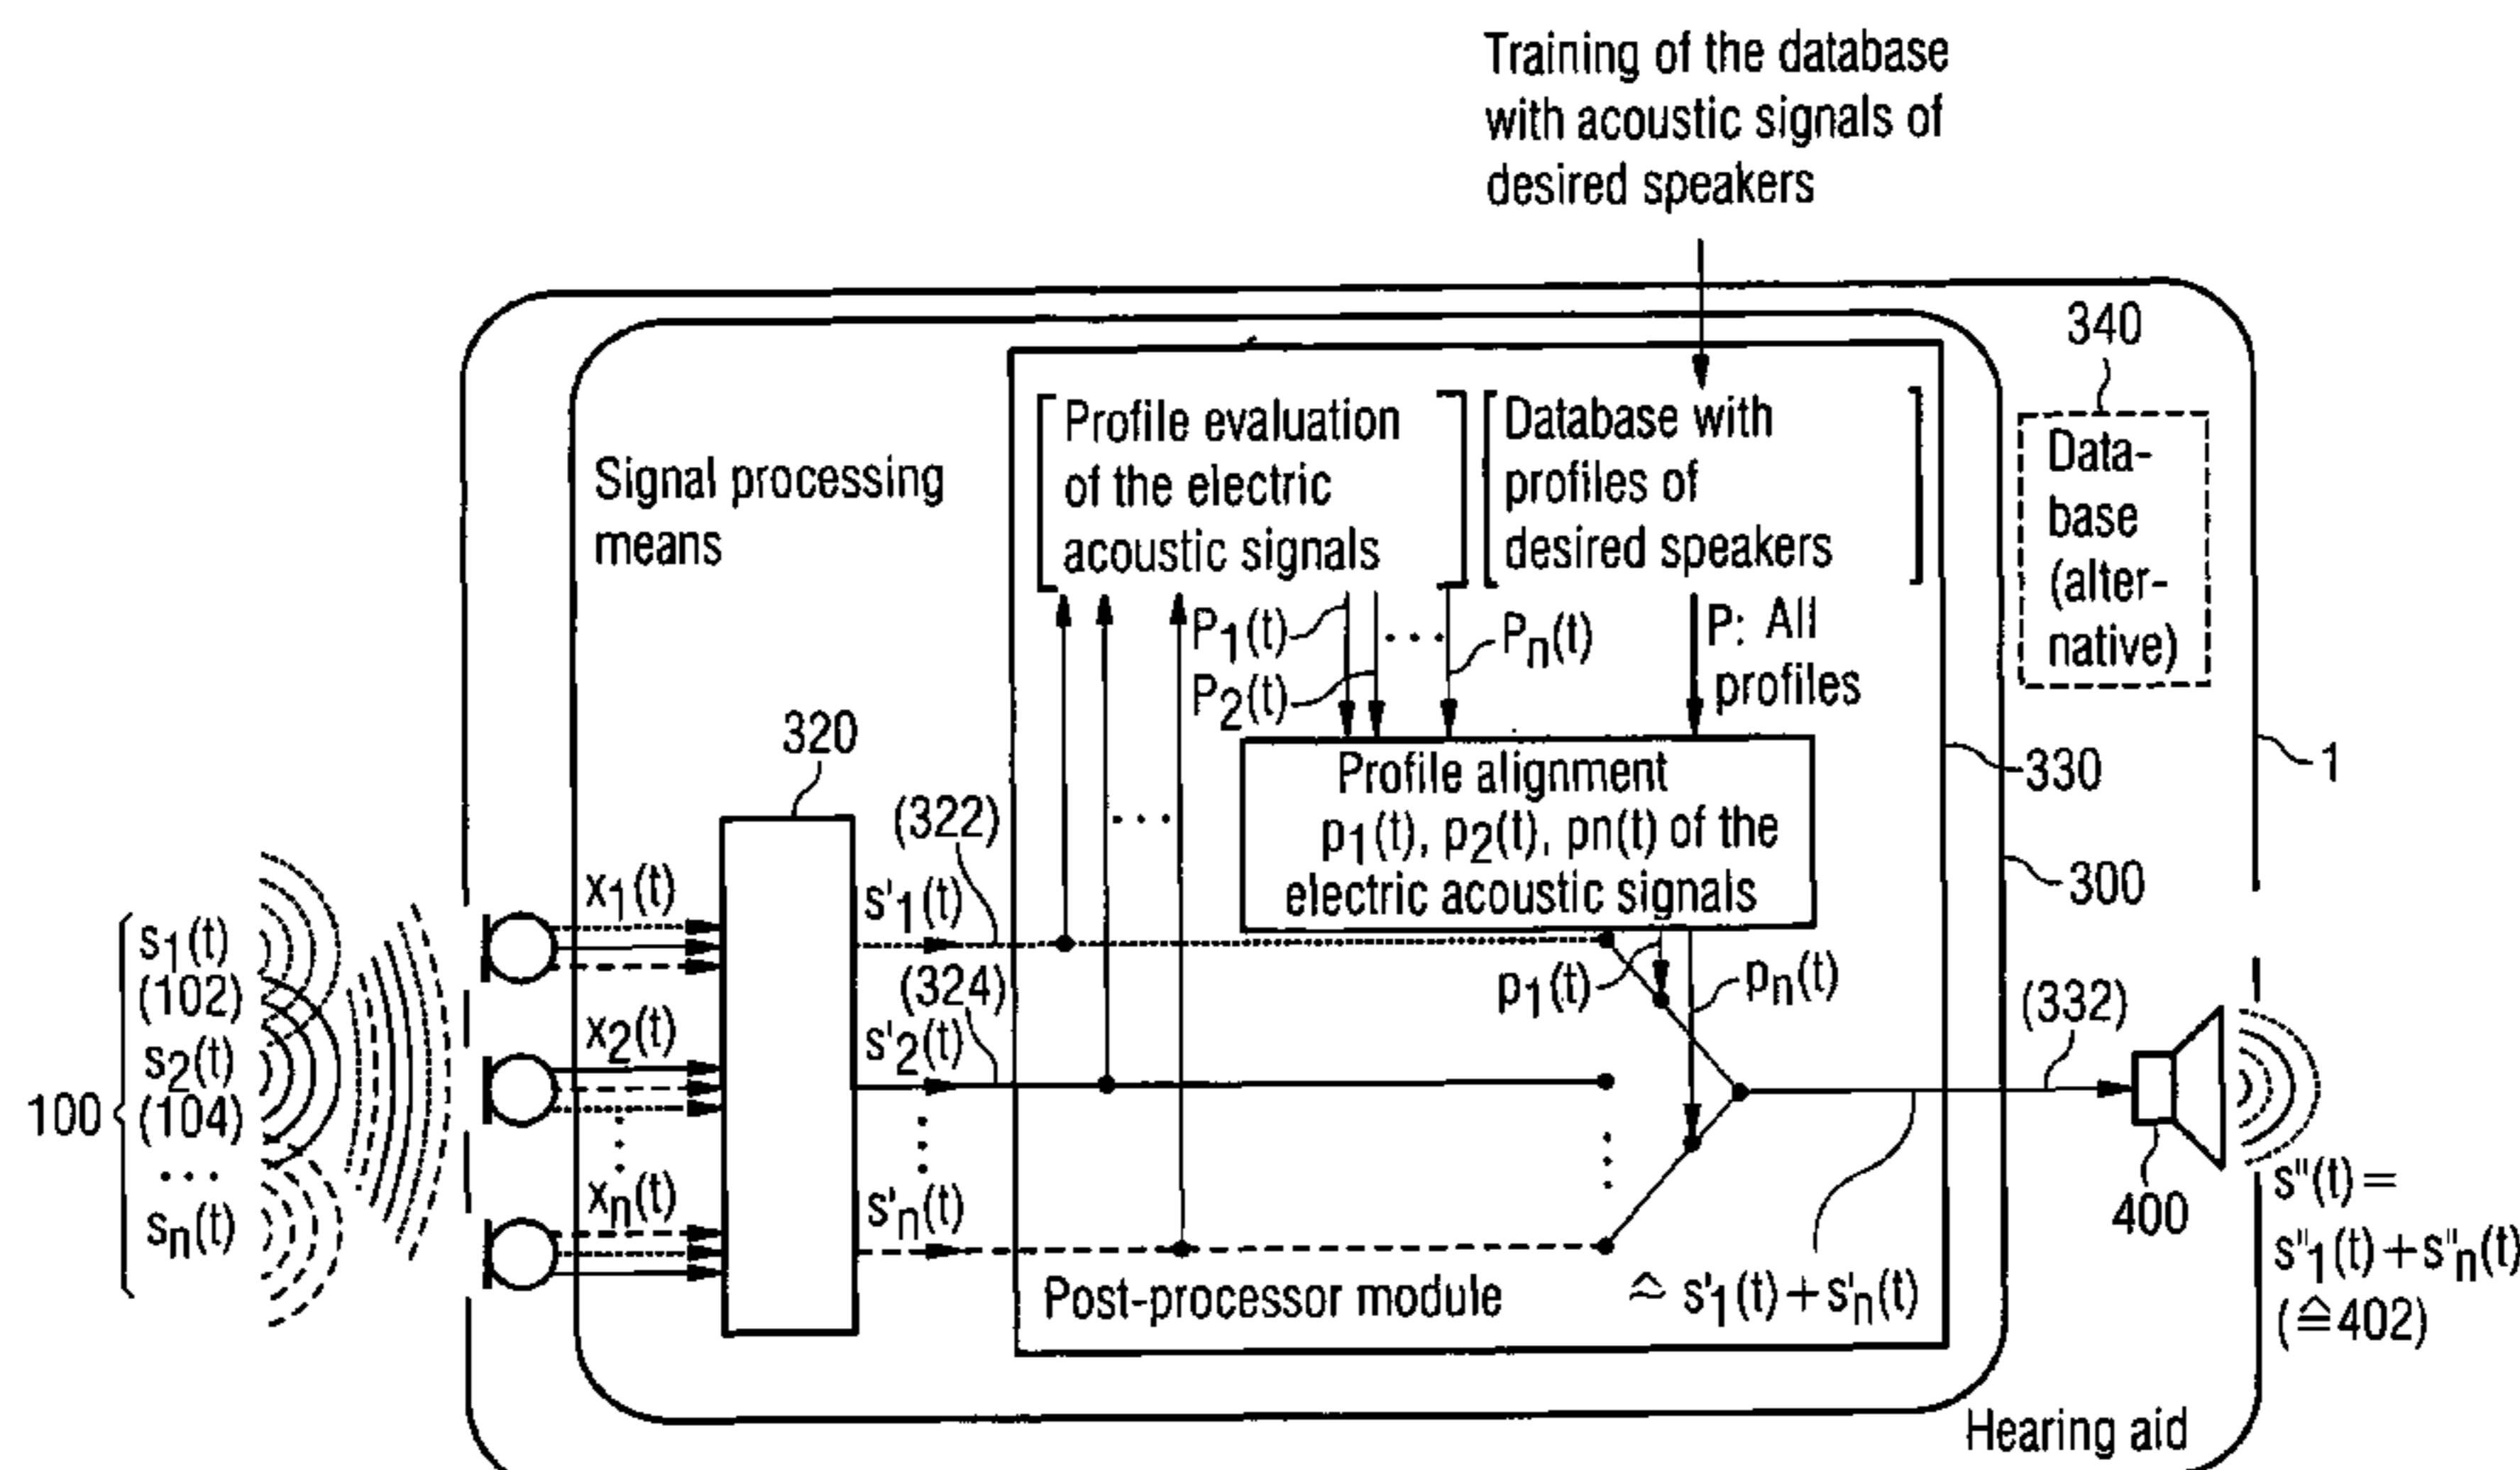 Training of the database
with acoustic signals of
desired speakers
340
Data-
base
(alter-
native)
Profile evaluation
of the electric
acoustic signals
Database with
profiles of
desired speakers
Signal processing
means
P1(t)
P2(t)
...
Pn(t)
P: All
profiles
320
Profile alignment
p1(t), p2(t), pn(t) of the
electric acoustic signals
330
1
300
(322)
...
x1(t)
s'1(t)
(324)
p1(t)
pn(t)
(332)
100
s1(t)
(102)
s2(t)
(104)
...
sn(t)
x2(t)
s'2(t)
xn(t)
s'n(t)
400
Post-processor module
≙ s'1(t)+s'n(t)
s"(t)=
s"1(t)+s"n(t)
(≙402)
Hearing aid